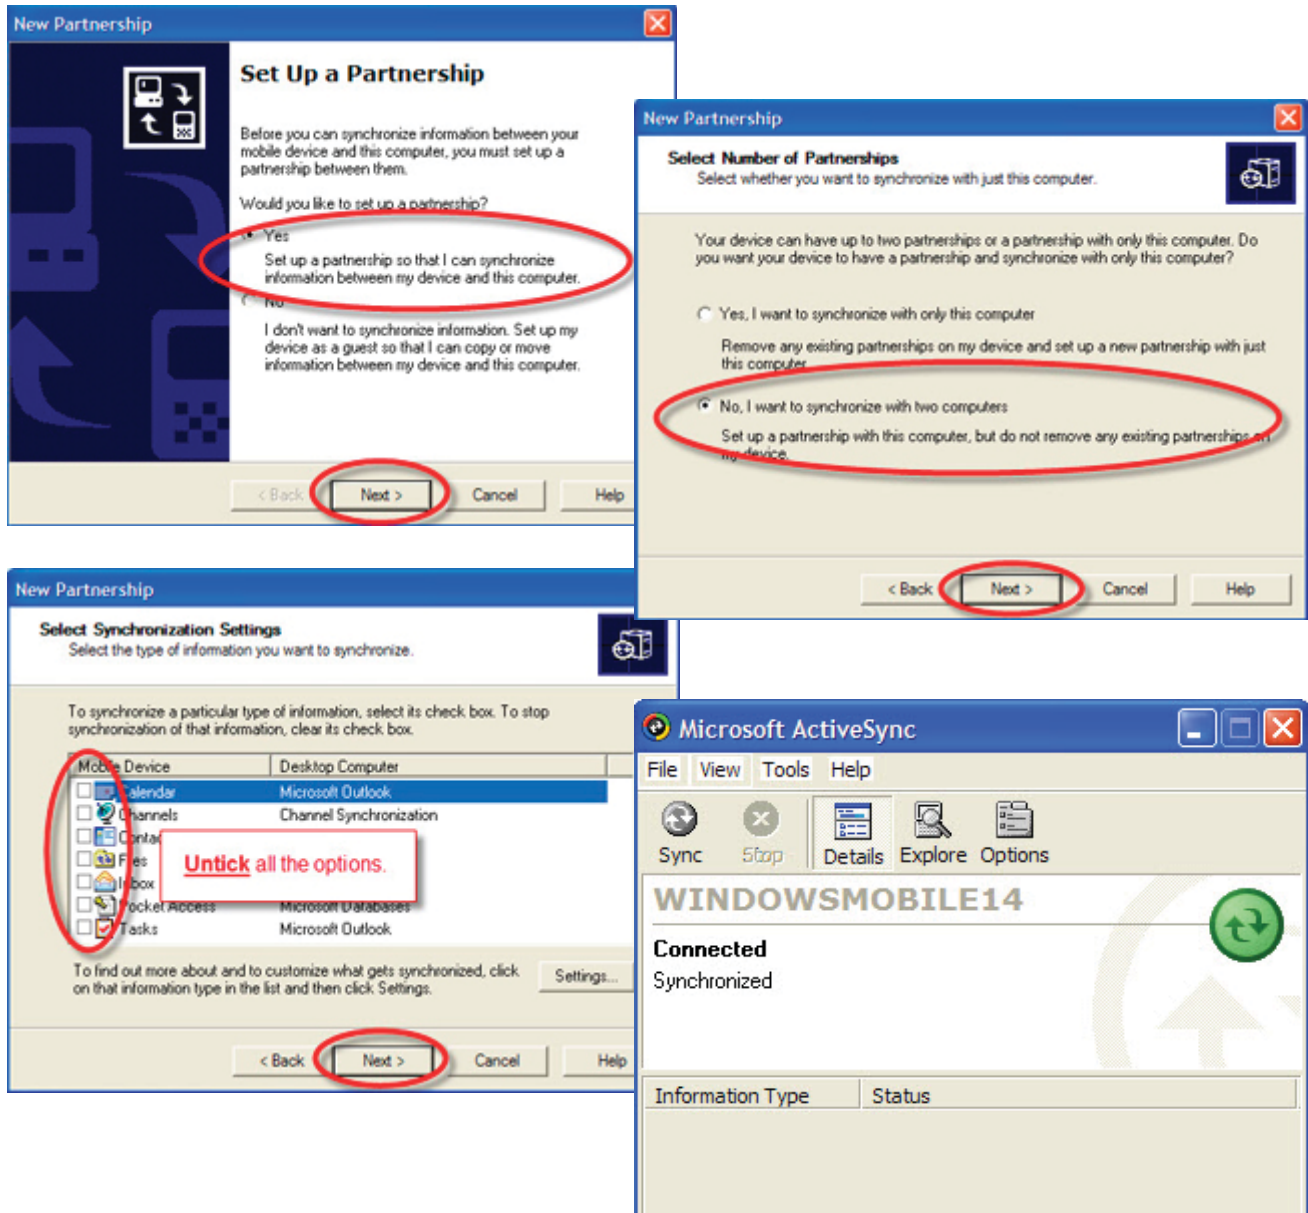 New Partnership
Set Up a Partnership
Before you can synchronize information between your
mobile device and this computer, you must set up a
partnership between them.
Would you like to set up a partnership?
Yes
Set up a partnership so that I can synchronize
information between my device and this computer.
No
I don't want to synchronize information. Set up my
device as a guest so that I can copy or move
information between my device and this computer.
< Back
Next >
Cancel
Help
New Partnership
Select Number of Partnerships
Select whether you want to synchronize with just this computer.
Your device can have up to two partnerships or a partnership with only this computer. Do
you want your device to have a partnership and synchronize with only this computer?
Yes, I want to synchronize with only this computer
Remove any existing partnerships on my device and set up a new partnership with just
this computer.
No, I want to synchronize with two computers
Set up a partnership with this computer, but do not remove any existing partnerships on
my device.
< Back
Next >
Cancel
Help
New Partnership
Select Synchronization Settings
Select the type of information you want to synchronize.
To synchronize a particular type of information, select its check box. To stop
synchronization of that information, clear its check box.
Mobile Device Desktop Computer
Calendar Microsoft Outlook
Channels Channel Synchronization
Files
Inbox
Pocket Access Microsoft Databases
Tasks Microsoft Outlook
Untick all the options.
To find out more about and to customize what gets synchronized, click
on that information type in the list and then click Settings.
Settings...
< Back
Next >
Cancel
Help
Microsoft ActiveSync
File View Tools Help
Sync Stop Details Explore Options
WINDOWSMOBILE14
Connected
Synchronized
Information Type Status